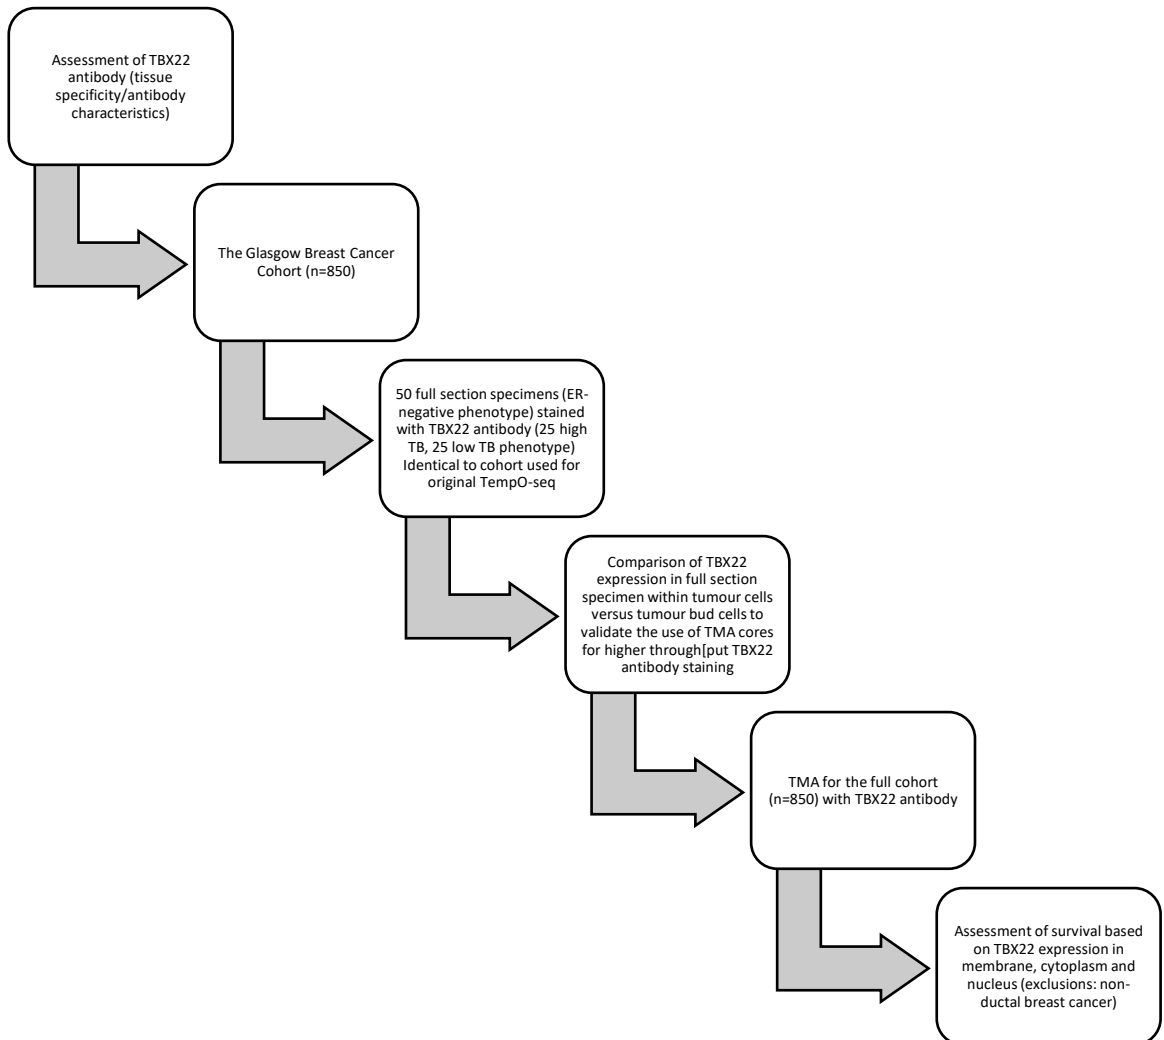 Assessment of TBX22
antibody (tissue
specificity/antibody
characteristics)
The Glasgow Breast Cancer
Cohort (n=850)
50 full section specimens (ER-
negative phenotype) stained
with TBX22 antibody (25 high
TB, 25 low TB phenotype)
Identical to cohort used for
original TempO-seq
Comparison of TBX22
expression in full section
specimen within tumour cells
versus tumour bud cells to
validate the use of TMA cores
for higher through[put TBX22
antibody staining
TMA for the full cohort
(n=850) with TBX22 antibody
Assessment of survival based
on TBX22 expression in
membrane, cytoplasm and
nucleus (exclusions: non-
ductal breast cancer)